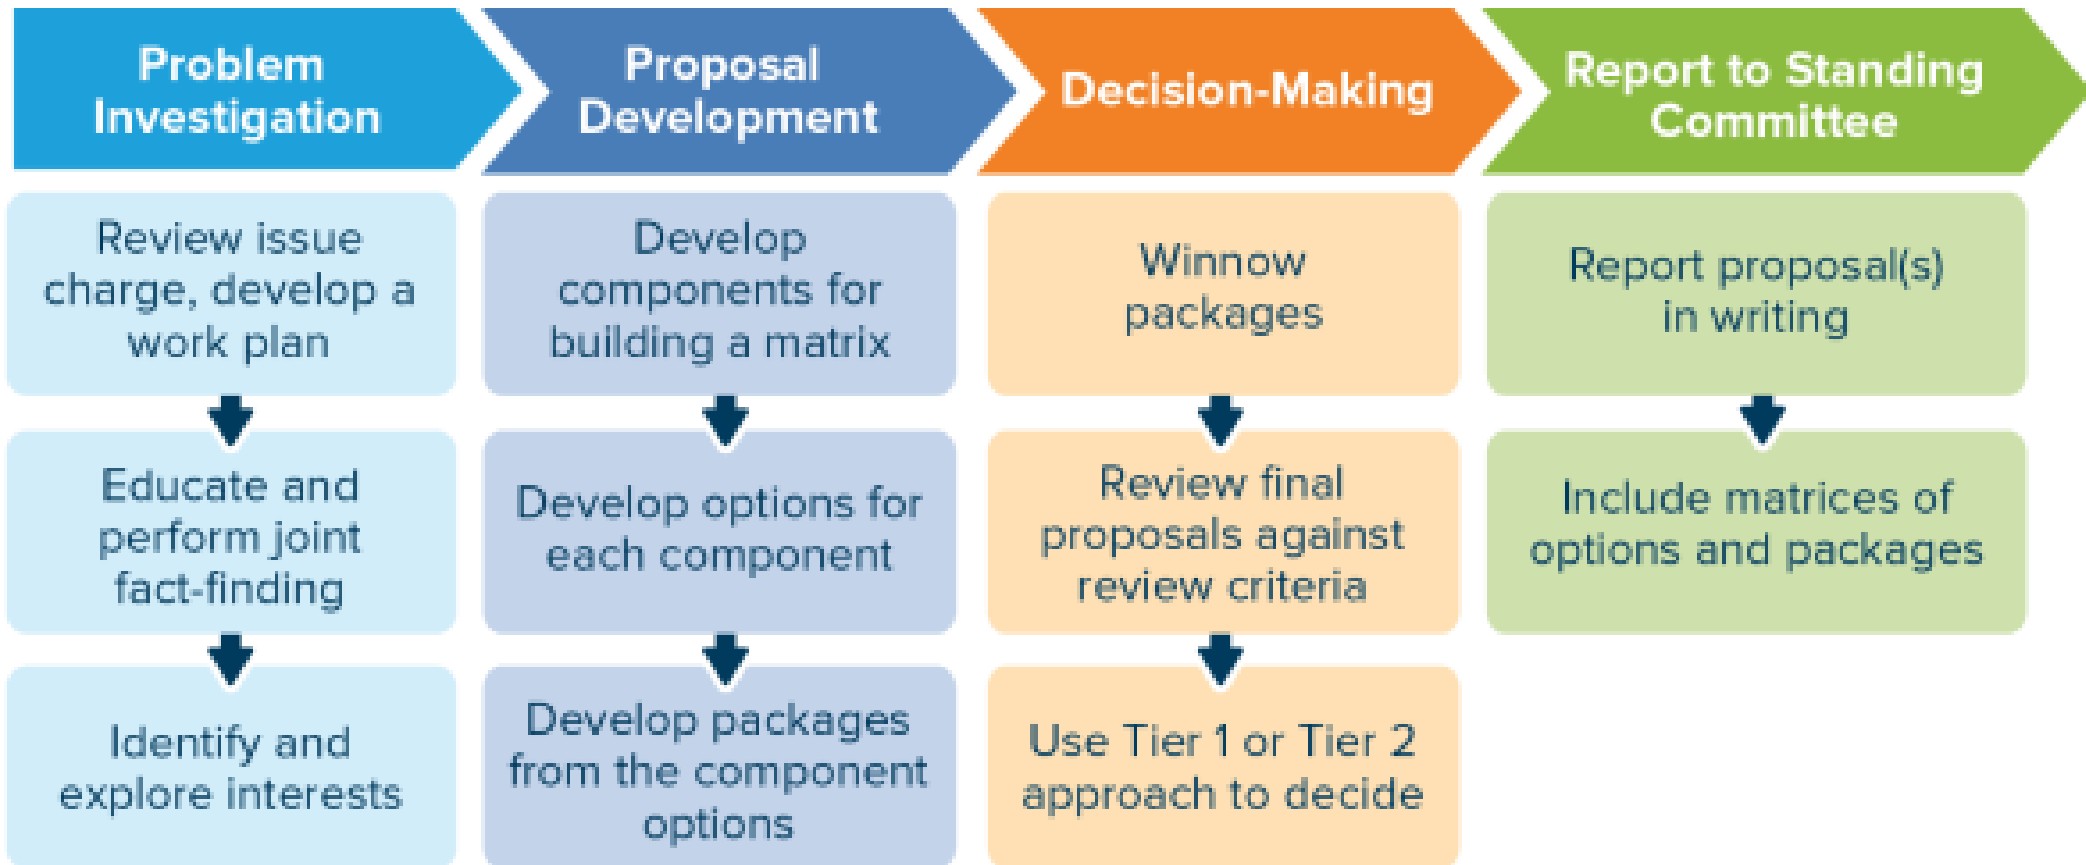 Problem
Investigation
Proposal
Development
Decision-Making
Report to Standing
Committee
Review issue
charge, develop a
work plan
Educate and
perform joint
fact-finding
Identify and
explore interests
Develop
components for
building a matrix
Develop options for
each component
Develop packages
from the component
options
Winnow
packages
Review final
proposals against
review criteria
Use Tier 1 or Tier 2
approach to decide
Report proposal(s)
in writing
Include matrices of
options and packages